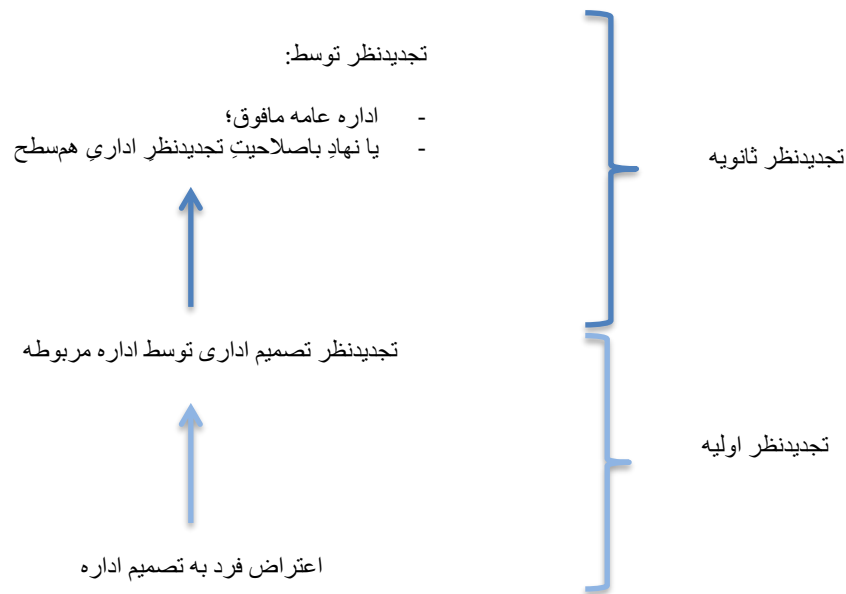 تجدیدنظر توسط:
- اداره عامه مافوق؛
- یا نهادِ باصلاحیتِ تجدیدنظرِ اداریِ هم‌سطح
تجدیدنظر ثانویه
تجدیدنظر تصمیم اداری توسط اداره مربوطه
تجدیدنظر اولیه
اعتراض فرد به تصمیم اداره